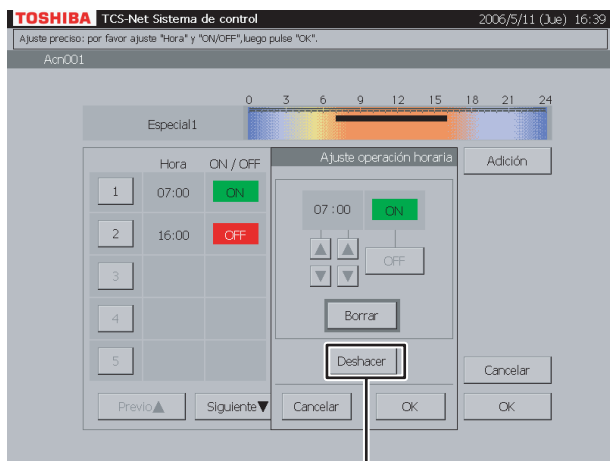 TOSHIBA TCS-Net Sistema de control 2006/5/11 (Jue) 16:39
Ajuste preciso: por favor ajuste "Hora" y "ON/OFF",luego pulse "OK".
Acn001
0 3 6 9 12 15 18 21 24
Especial1
Hora ON / OFF
Ajuste operación horaria
Adición
1 07:00 ON
07:00 ON
2 16:00 OFF
▲ ▲ OFF
▼ ▼
3
4
Borrar
5
Deshacer
Cancelar
Previo▲ Siguiente▼
Cancelar OK
OK